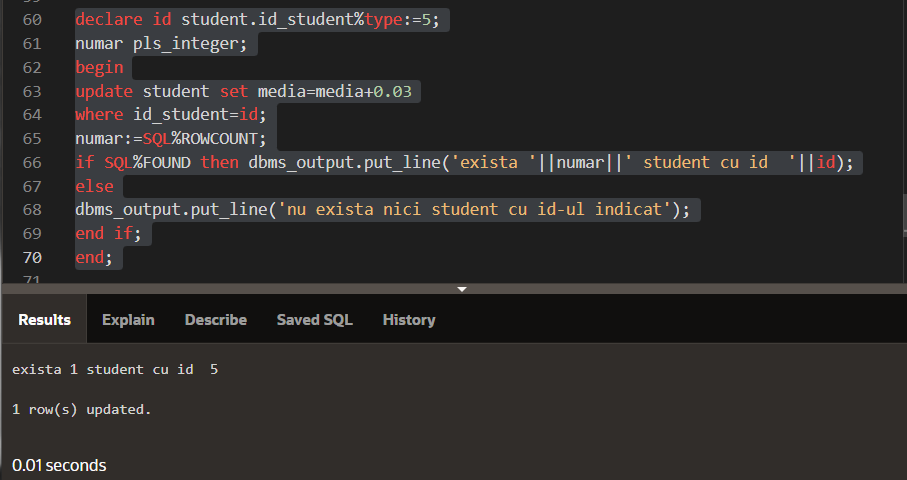 60 declare id student.id_student%type:=5;
61 numar pls_integer;
62 begin
63 update student set media=media+0.03
64 where id_student=id;
65 numar:=SQL%ROWCOUNT;
66 if SQL%FOUND then dbms_output.put_line('exista '||numar||' student cu id  '||id);
67 else
68 dbms_output.put_line('nu exista nici student cu id-ul indicat');
69 end if;
70 end;
71
Results Explain Describe Saved SQL History
exista 1 student cu id  5
1 row(s) updated.
0.01 seconds